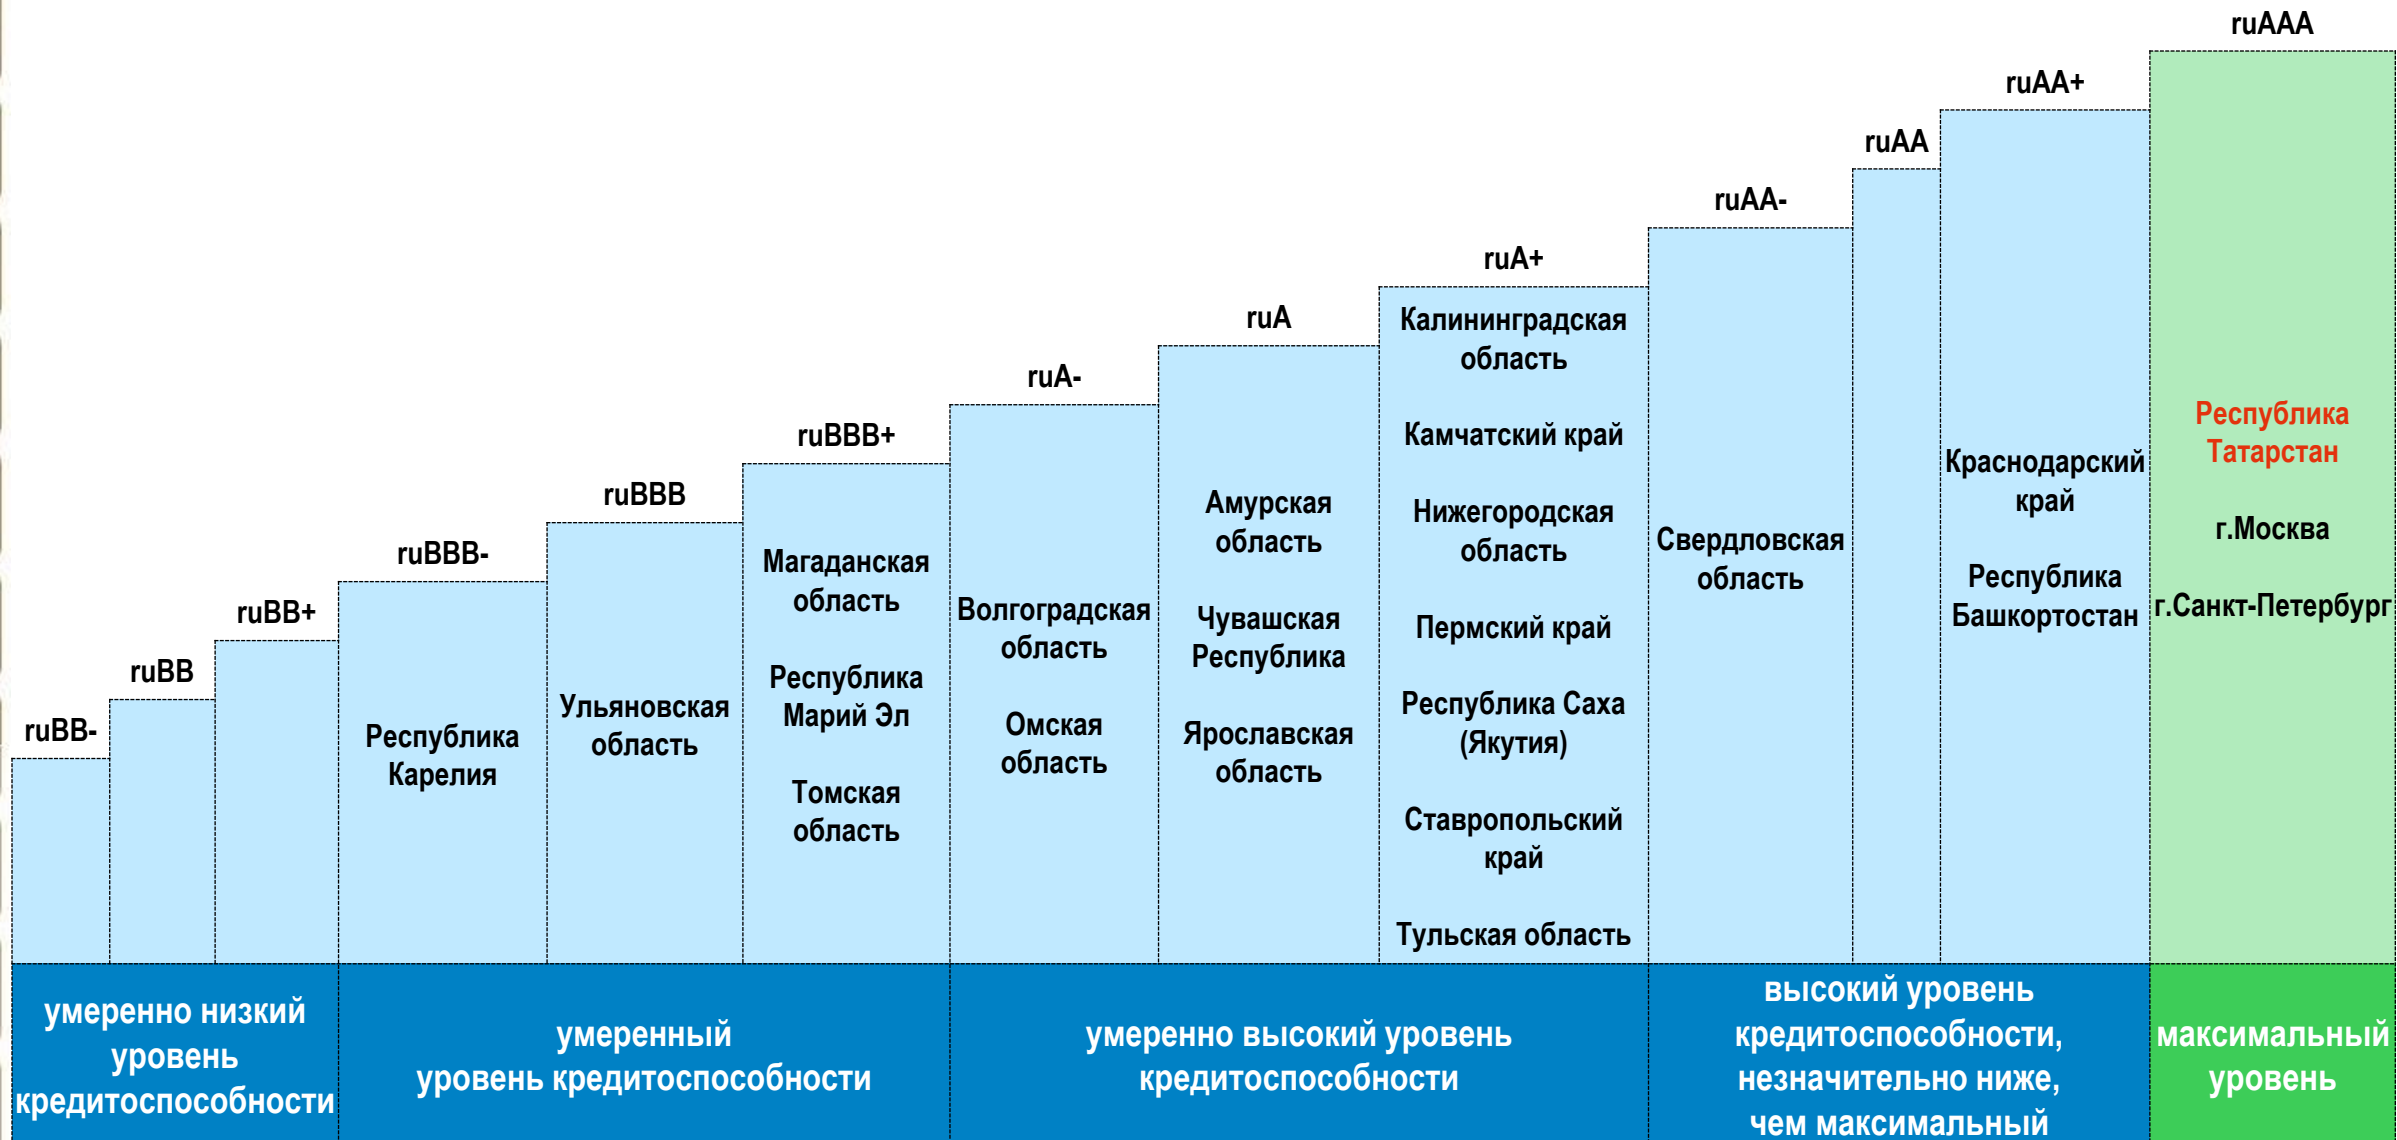 ruAAA
ruAA+
ruAA
ruAA-
ruA+
ruA
ruA-
ruBBB+
ruBBB
ruBBB-
ruBB+
ruBB
ruBB-
Республика
Карелия
Ульяновская
область
Магаданская
область
Республика
Марий Эл
Томская
область
Волгоградская
область
Омская
область
Амурская
область
Чувашская
Республика
Ярославская
область
Калининградская
область
Камчатский край
Нижегородская
область
Пермский край
Республика Саха
(Якутия)
Ставропольский
край
Тульская область
Свердловская
область
Краснодарский
край
Республика
Башкортостан
Республика
Татарстан
г.Москва
г.Санкт-Петербург
умеренно низкий
уровень
кредитоспособности
умеренный
уровень кредитоспособности
умеренно высокий уровень
кредитоспособности
высокий уровень
кредитоспособности,
незначительно ниже,
чем максимальный
максимальный
уровень